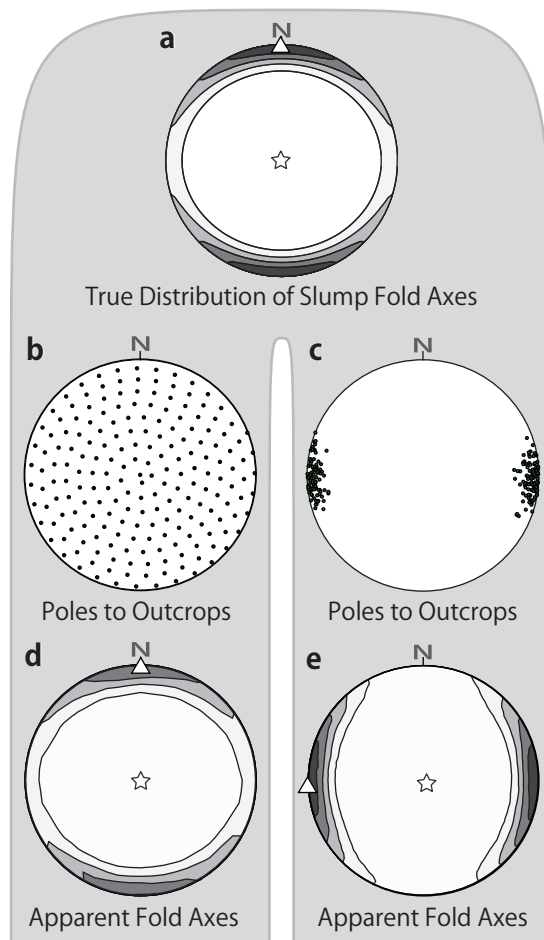 a
N
True Distribution of Slump Fold Axes
b
N
c
N
Poles to Outcrops
Poles to Outcrops
d
N
e
N
Apparent Fold Axes
Apparent Fold Axes